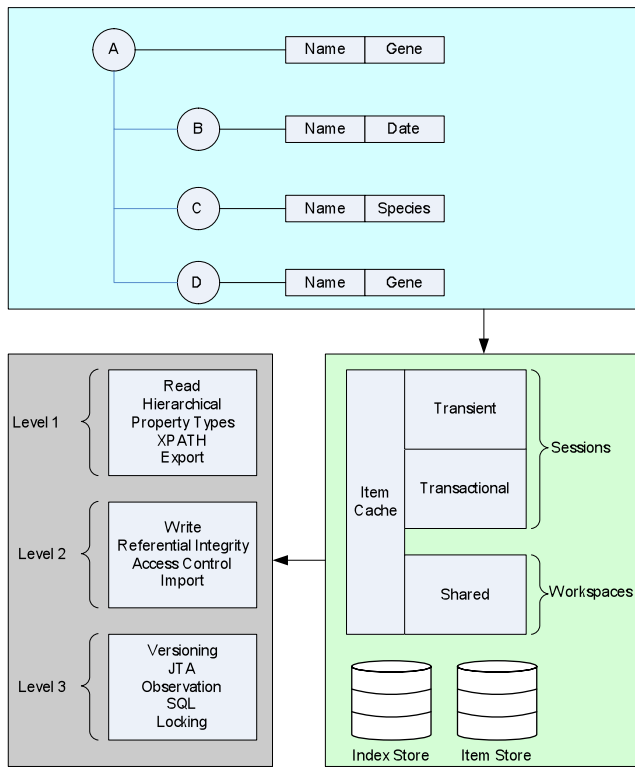 A
Name Gene
B
Name Date
C
Name Species
D
Name Gene
Level 1
Read
Hierarchical
Property Types
XPATH
Export
Level 2
Write
Referential Integrity
Access Control
Import
Level 3
Versioning
JTA
Observation
SQL
Locking
Item
Cache
Transient
Transactional
Sessions
Shared
Workspaces
Index Store
Item Store